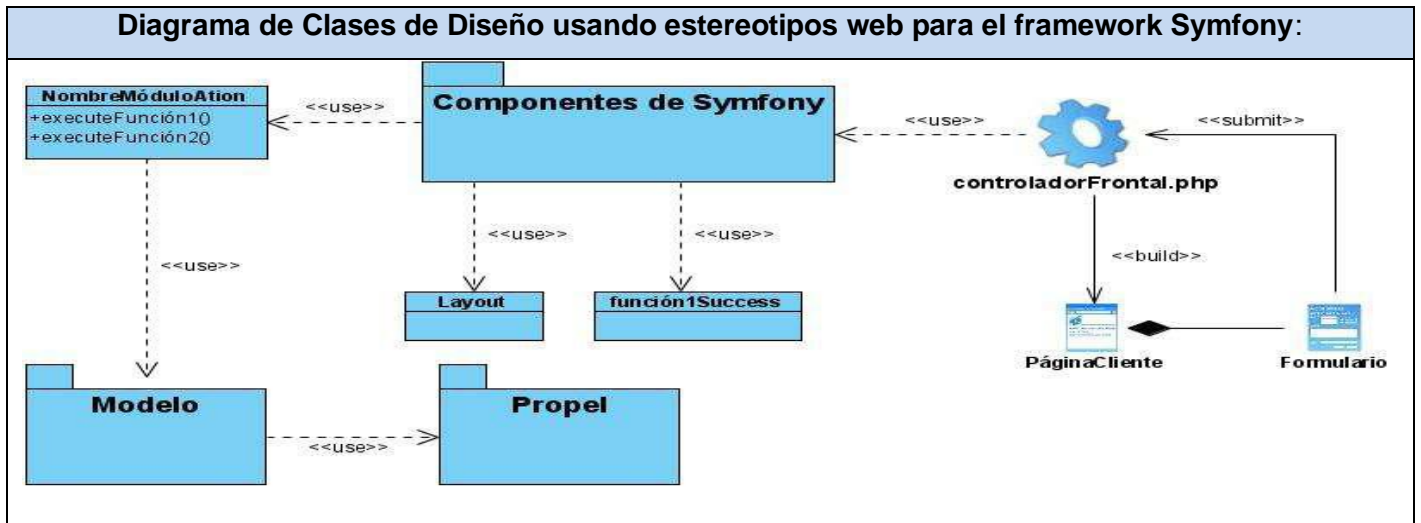 Diagrama de Clases de Diseño usando estereotipos web para el framework Symfony:
NombreMóduloAtion
+executeFunción1()
+executeFunción2()
<<use>>
Componentes de Symfony
<<use>>
<<submit>>
controladorFrontal.php
<<use>>
<<use>>
<<build>>
<<use>>
Layout
función1Success
PáginaCliente
Formulario
Modelo
Propel
<<use>>